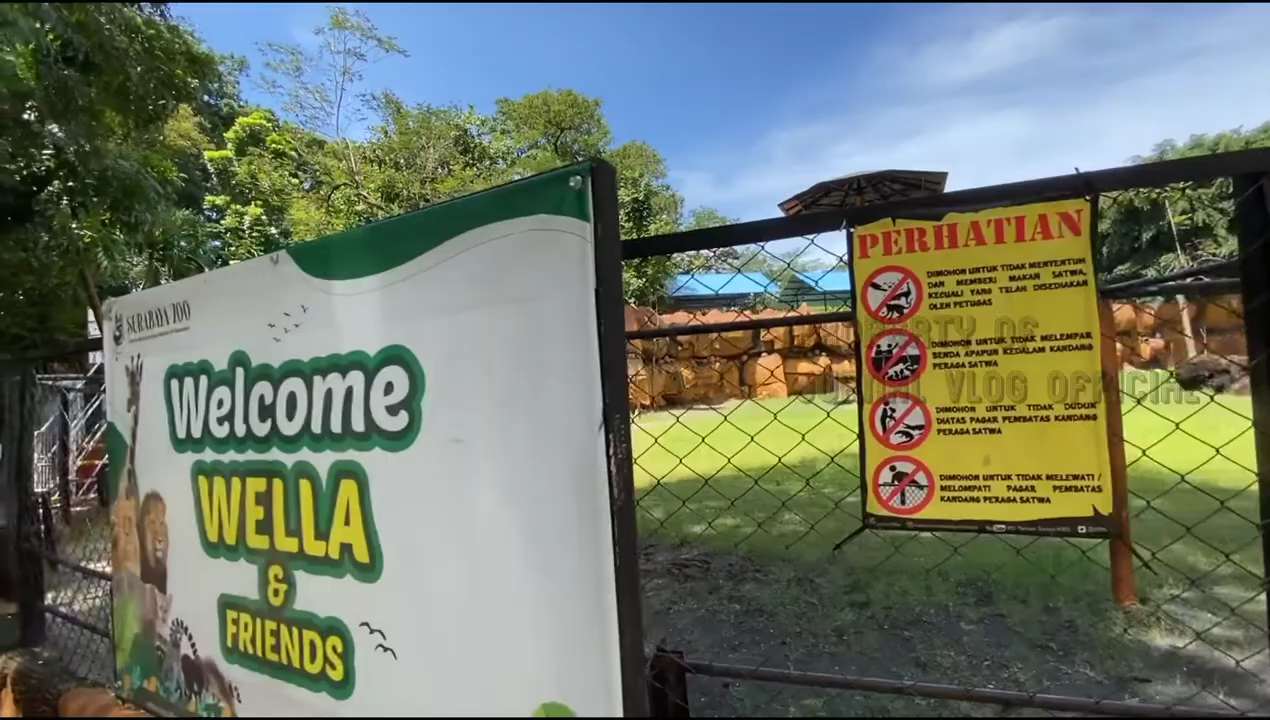 SURABAYA ZOO
Welcome
WELLA
&
FRIENDS
PERHATIAN
DIMOHON UNTUK TIDAK MENYENTUH
DAN MEMBERI MAKAN SATWA,
KECUALI YANG TELAH DISEDIAKAN
OLEH PETUGAS
DIMOHON UNTUK TIDAK MELEMPAR
BENDA APAPUN KEDALAM KANDANG
PERAGA SATWA
DIMOHON UNTUK TIDAK DUDUK
DIATAS PAGAR PEMBATAS KANDANG
PERAGA SATWA
DIMOHON UNTUK TIDAK MELEWATI /
MELOMPATI PAGAR PEMBATAS
KANDANG PERAGA SATWA
PROPERTY OF
VLOG OFFICIAL